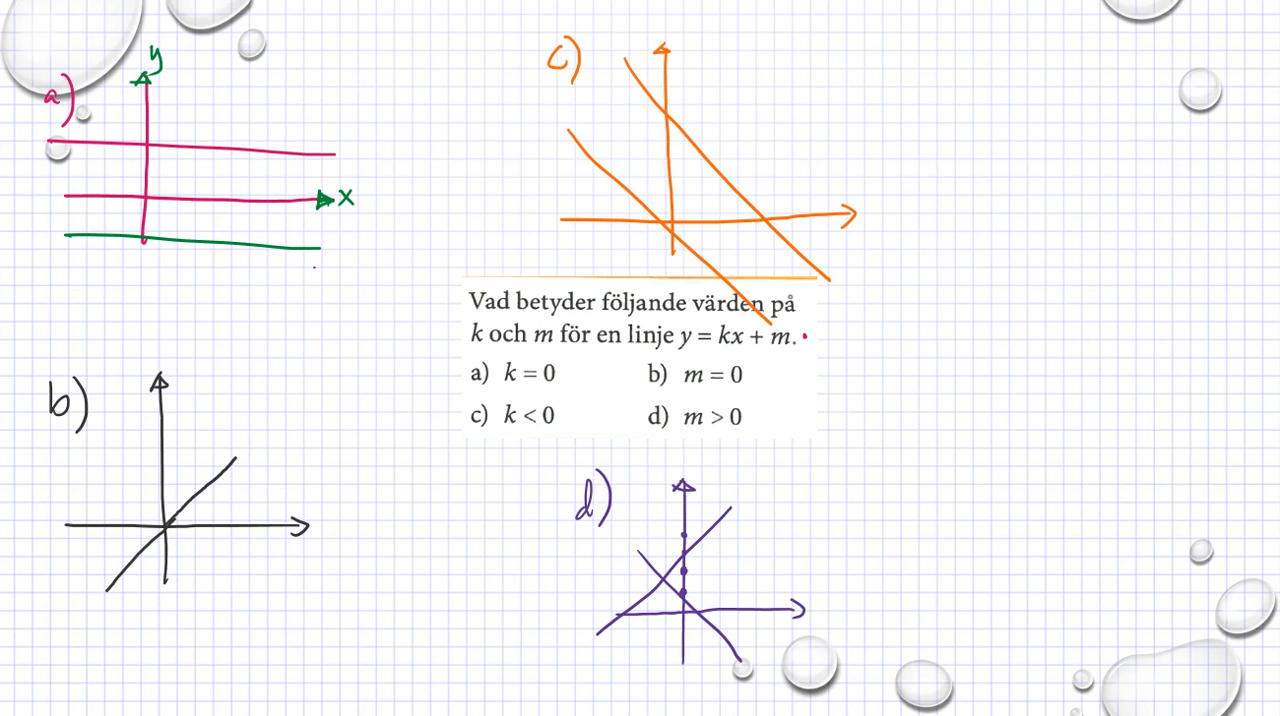 a)
y
x
c)
Vad betyder följande värden på
k och m för en linje y = kx + m.
a) k = 0 b) m = 0
c) k < 0 d) m > 0
b)
d)